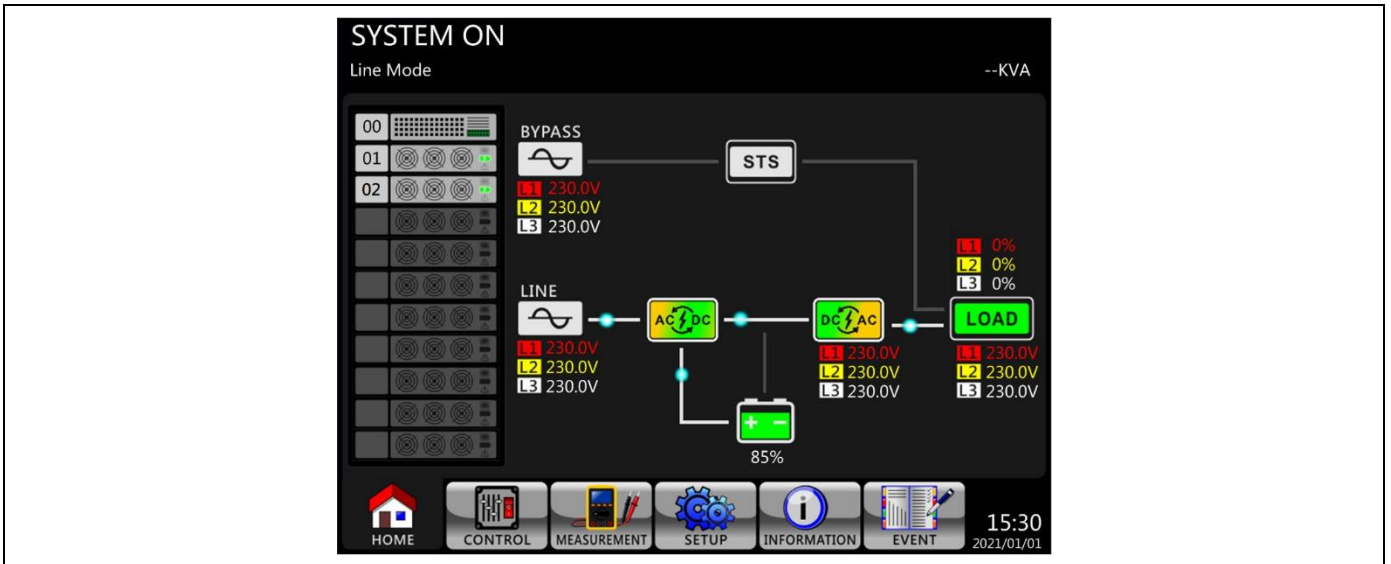 SYSTEM ON
Line Mode
--KVA
00
01
02
BYPASS
STS
L1 230.0V
L2 230.0V
L3 230.0V
L1 0%
L2 0%
L3 0%
LINE
AC DC
DC AC
LOAD
L1 230.0V
L2 230.0V
L3 230.0V
L1 230.0V
L2 230.0V
L3 230.0V
L1 230.0V
L2 230.0V
L3 230.0V
+ -
85%
HOME
CONTROL
MEASUREMENT
SETUP
INFORMATION
EVENT
15:30
2021/01/01